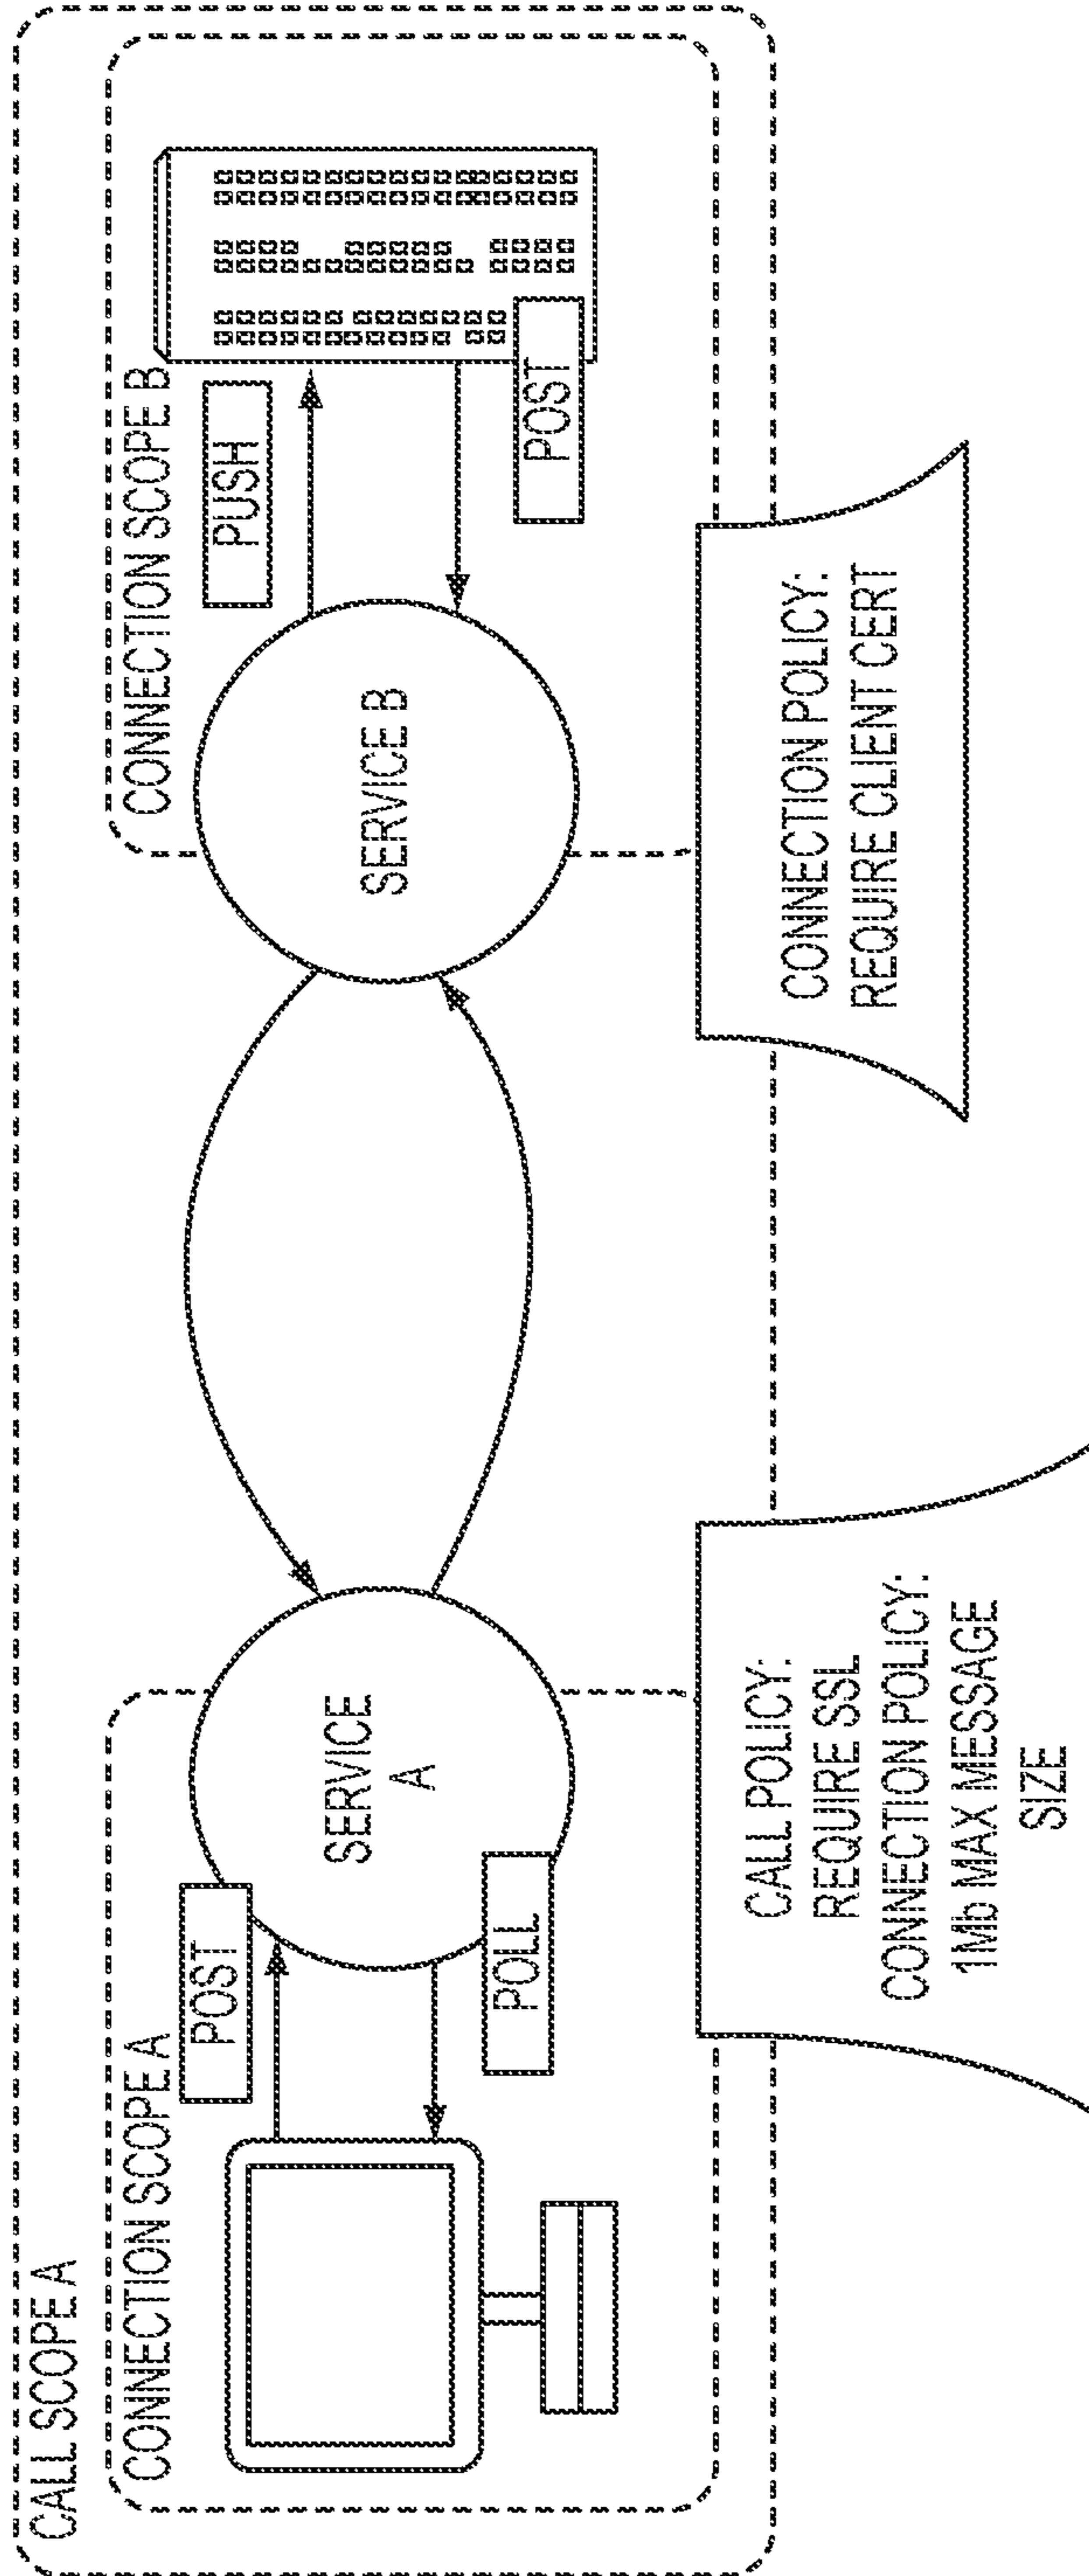 CALL SCOPE A
CONNECTION SCOPE A
POST
SERVICE
A
POLL
CONNECTION SCOPE B
PUSH
SERVICE B
POST
CALL POLICY:
REQUIRE SSL
CONNECTION POLICY:
1Mb MAX MESSAGE
SIZE
CONNECTION POLICY:
REQUIRE CLIENT CERT